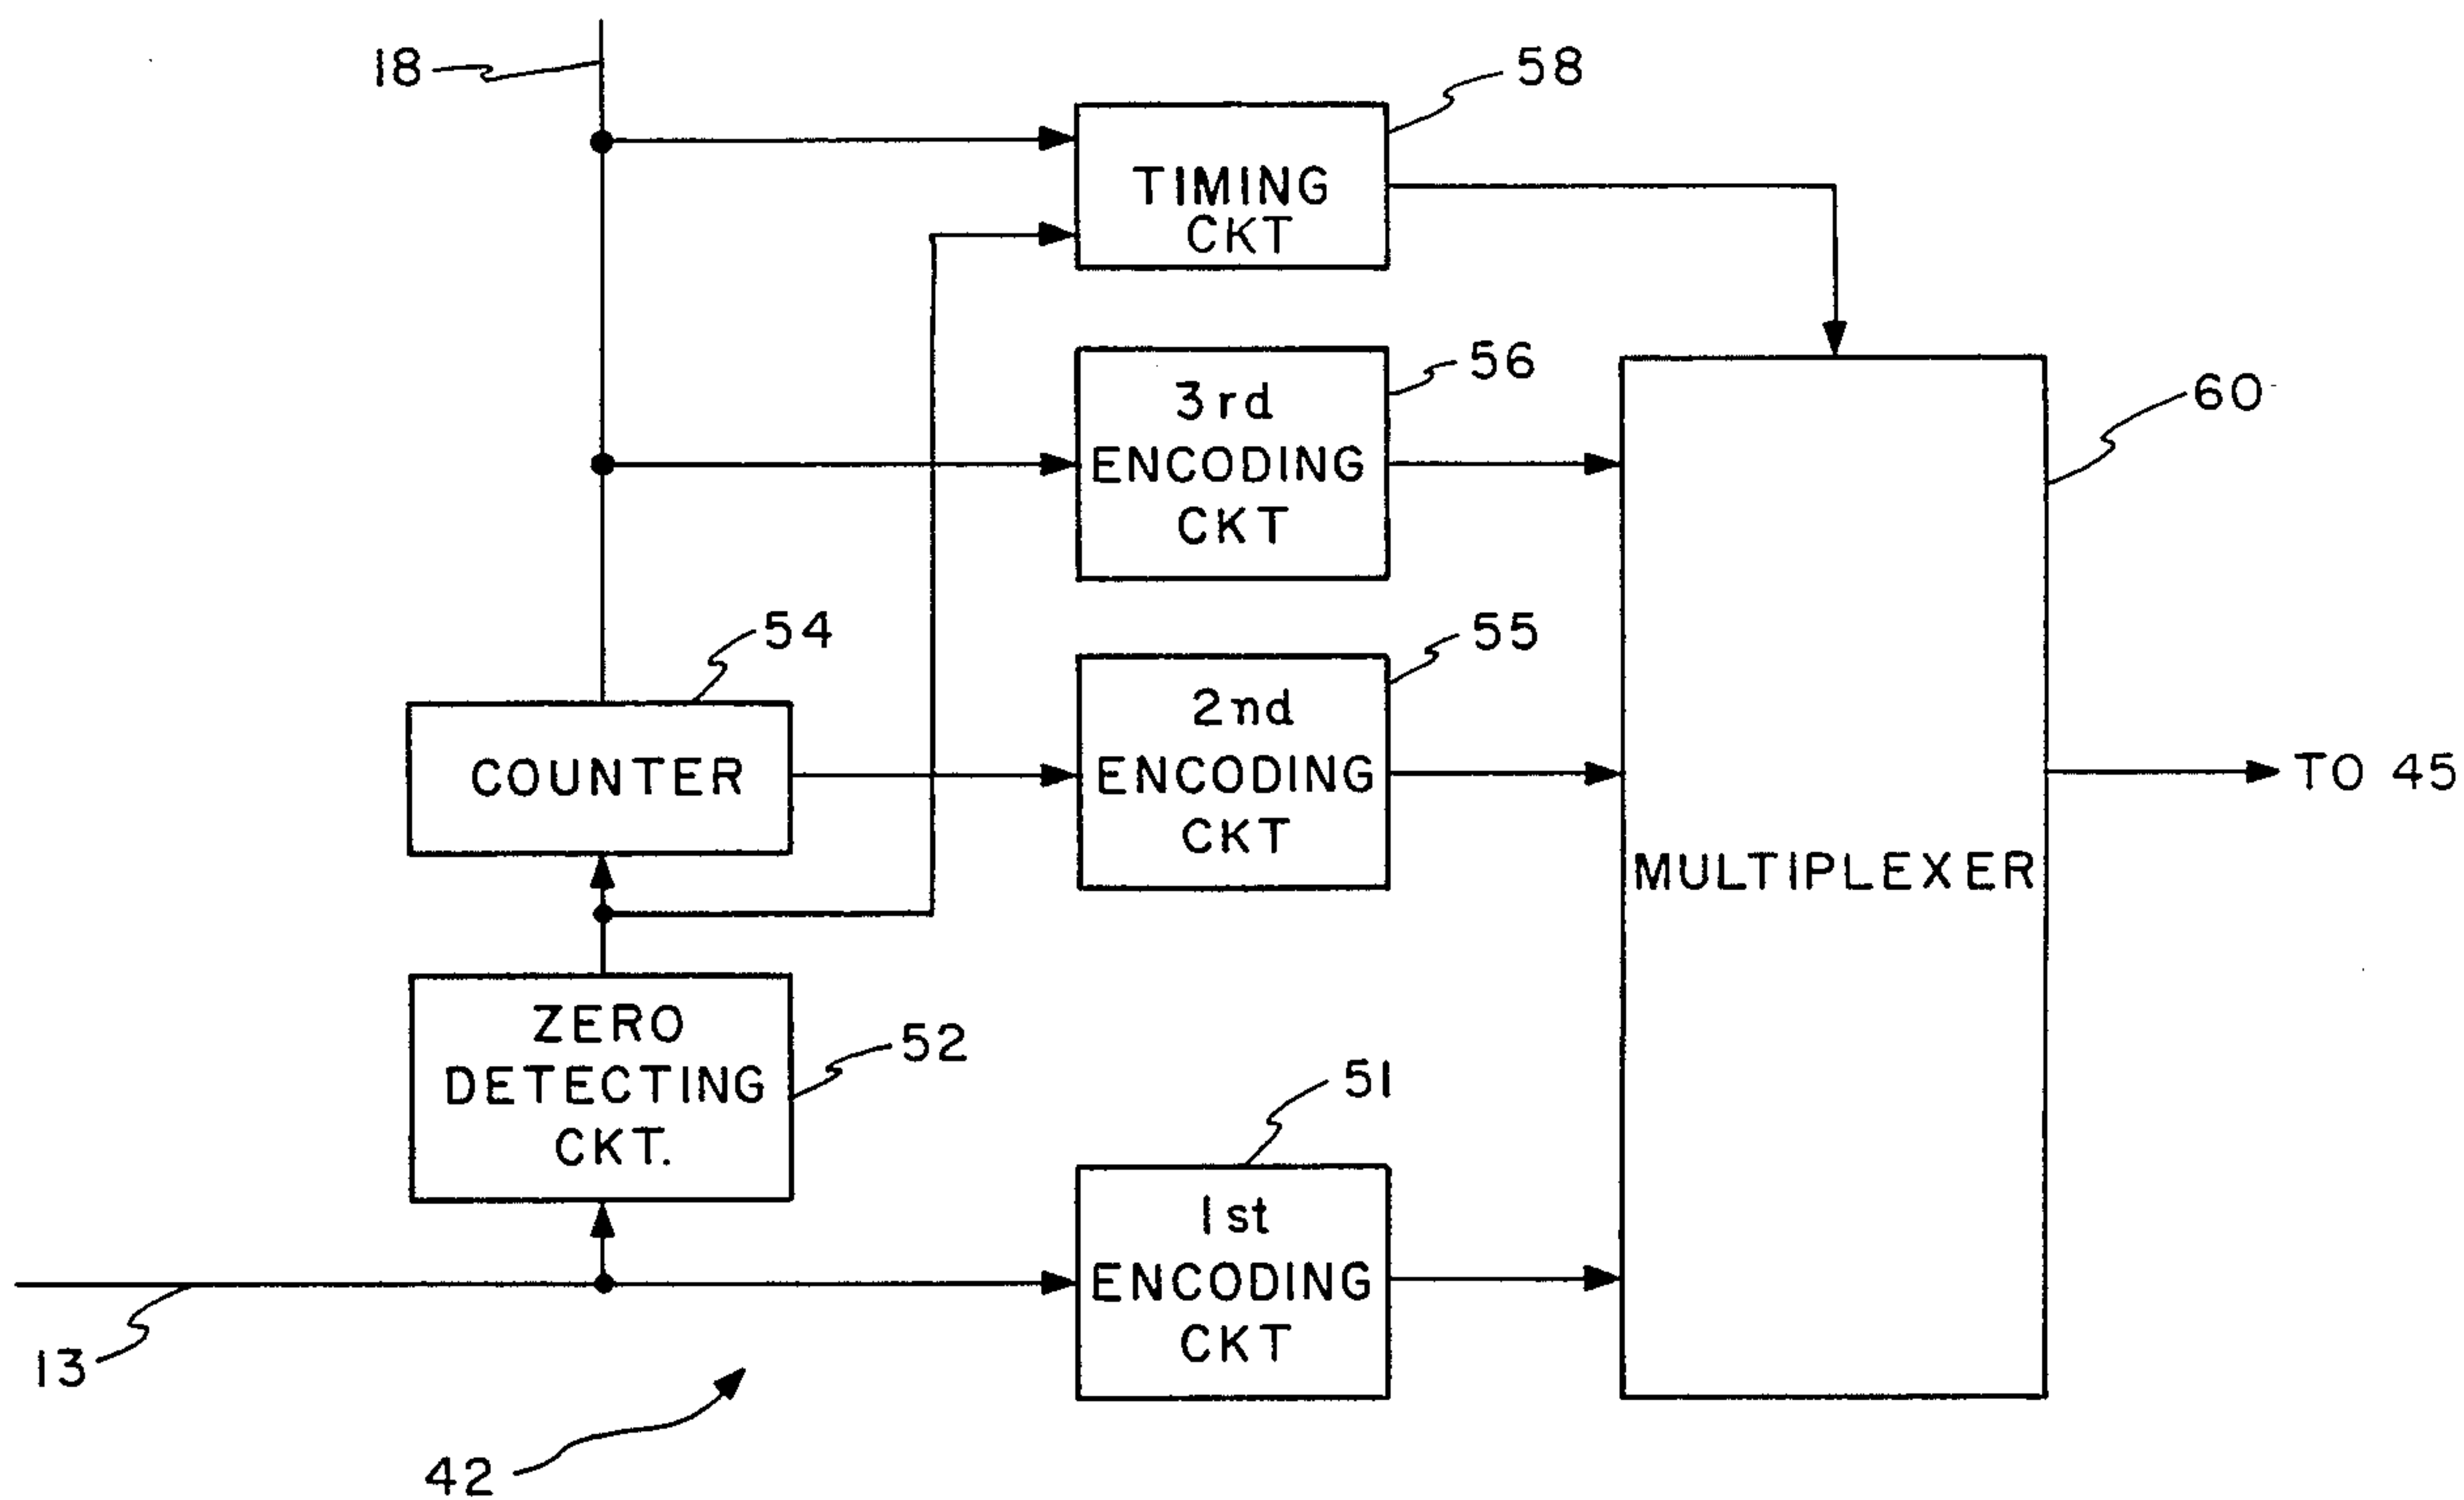 18
58
TIMING
CKT
56
3rd
ENCODING
CKT
60
54
55
COUNTER
2nd
ENCODING
CKT
TO 45
MULTIPLEXER
ZERO
DETECTING
CKT.
52
51
1st
ENCODING
CKT
13
42